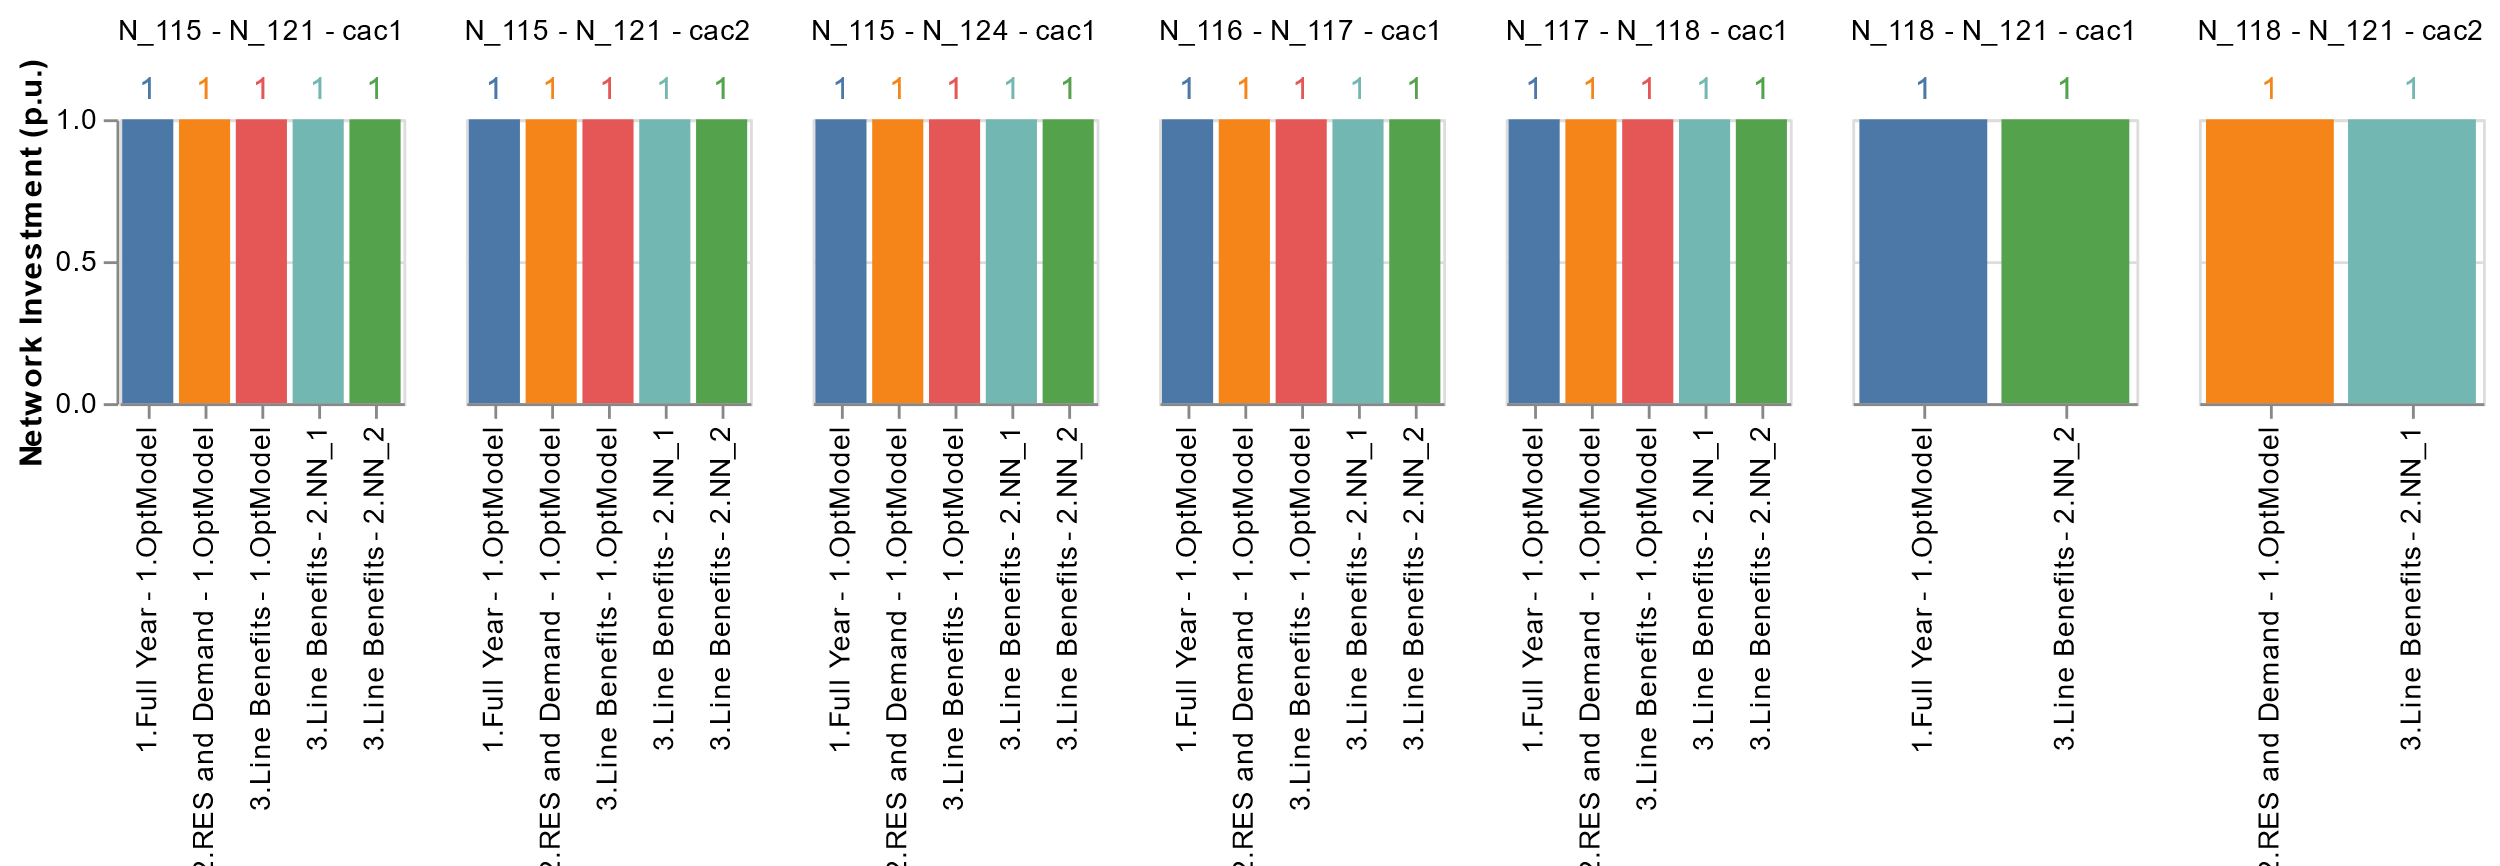 N_115 - N_121 - cac1
N_115 - N_121 - cac2
N_115 - N_124 - cac1
N_116 - N_117 - cac1
N_117 - N_118 - cac1
N_118 - N_121 - cac1
N_118 - N_121 - cac2
1 1 1 1 1
1 1 1 1 1
1 1 1 1 1
1 1 1 1 1
1 1 1 1 1
1 1
1 1
Network Investment (p.u.)
1.0
0.5
0.0
1.Full Year - 1.OptModel
2.RES and Demand - 1.OptModel
3.Line Benefits- 1.OptModel
3.Line Benefits- 2.NN_1
3.Line Benefits- 2.NN_2
1.Full Year - 1.OptModel
2.RES and Demand - 1.OptModel
3.Line Benefits- 1.OptModel
3.Line Benefits- 2.NN_1
3.Line Benefits- 2.NN_2
1.Full Year - 1.OptModel
2.RES and Demand - 1.OptModel
3.Line Benefits- 1.OptModel
3.Line Benefits- 2.NN_1
3.Line Benefits- 2.NN_2
1.Full Year - 1.OptModel
2.RES and Demand - 1.OptModel
3.Line Benefits- 1.OptModel
3.Line Benefits- 2.NN_1
3.Line Benefits- 2.NN_2
1.Full Year - 1.OptModel
2.RES and Demand - 1.OptModel
3.Line Benefits- 1.OptModel
3.Line Benefits- 2.NN_1
3.Line Benefits- 2.NN_2
1.Full Year - 1.OptModel
3.Line Benefits- 2.NN_2
2.RES and Demand - 1.OptModel
3.Line Benefits- 2.NN_1